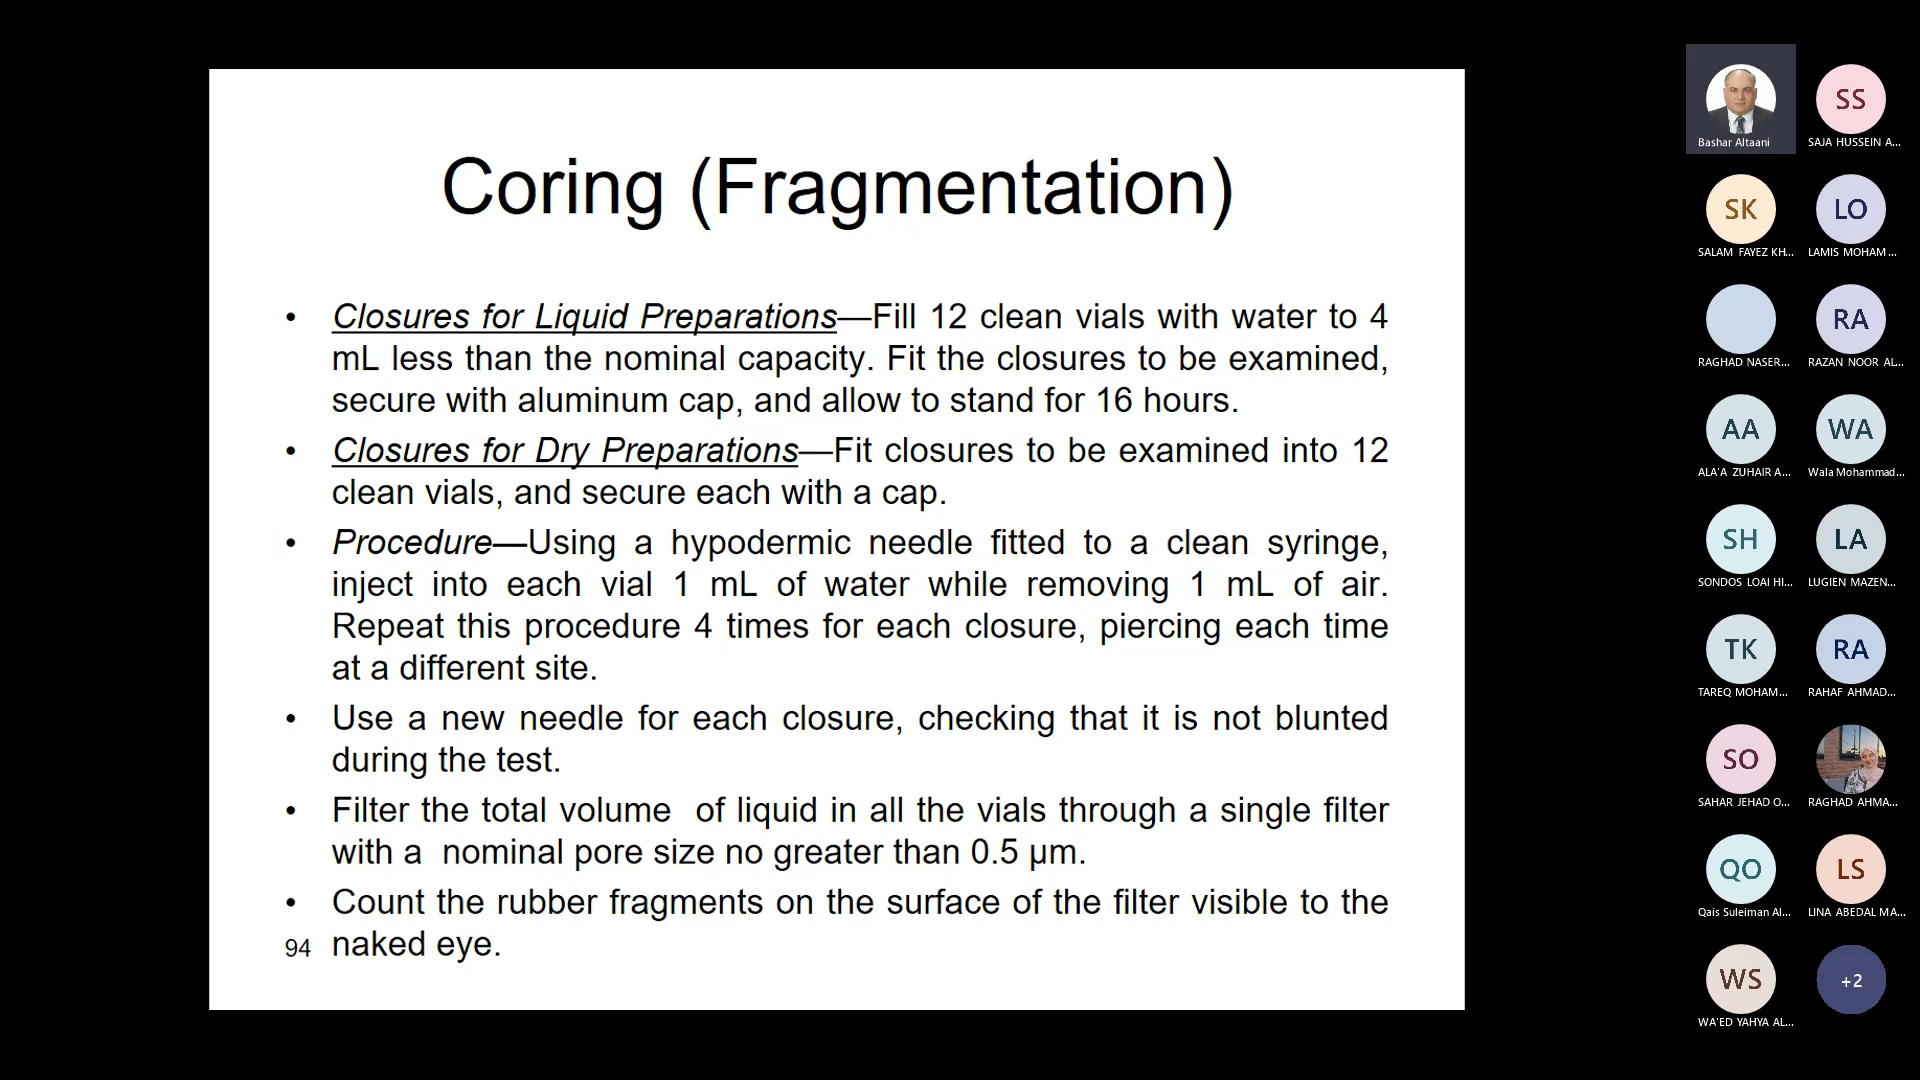 Coring (Fragmentation)
• Closures for Liquid Preparations—Fill 12 clean vials with water to 4
mL less than the nominal capacity. Fit the closures to be examined,
secure with aluminum cap, and allow to stand for 16 hours.
• Closures for Dry Preparations—Fit closures to be examined into 12
clean vials, and secure each with a cap.
• Procedure—Using a hypodermic needle fitted to a clean syringe,
inject into each vial 1 mL of water while removing 1 mL of air.
Repeat this procedure 4 times for each closure, piercing each time
at a different site.
• Use a new needle for each closure, checking that it is not blunted
during the test.
• Filter the total volume of liquid in all the vials through a single filter
with a nominal pore size no greater than 0.5 µm.
• Count the rubber fragments on the surface of the filter visible to the
naked eye.
94
Bashar Altaani
SS
SAJA HUSSEIN A...
SK
SALAM FAYEZ KH...
LO
LAMIS MOHAM...
RAGHAD NASER...
RA
RAZAN NOOR AL...
AA
ALA'A ZUHAIR A...
WA
Wala Mohammad...
SH
SONDOS LOAI HI...
LA
LUGIEN MAZEN...
TK
TAREQ MOHAM...
RA
RAHAF AHMAD...
SO
SAHAR JEHAD O...
RAGHAD AHMA...
QO
Qais Suleiman Al...
LS
LINA ABEDAL MA...
WS
WA'ED YAHYA AL...
+2